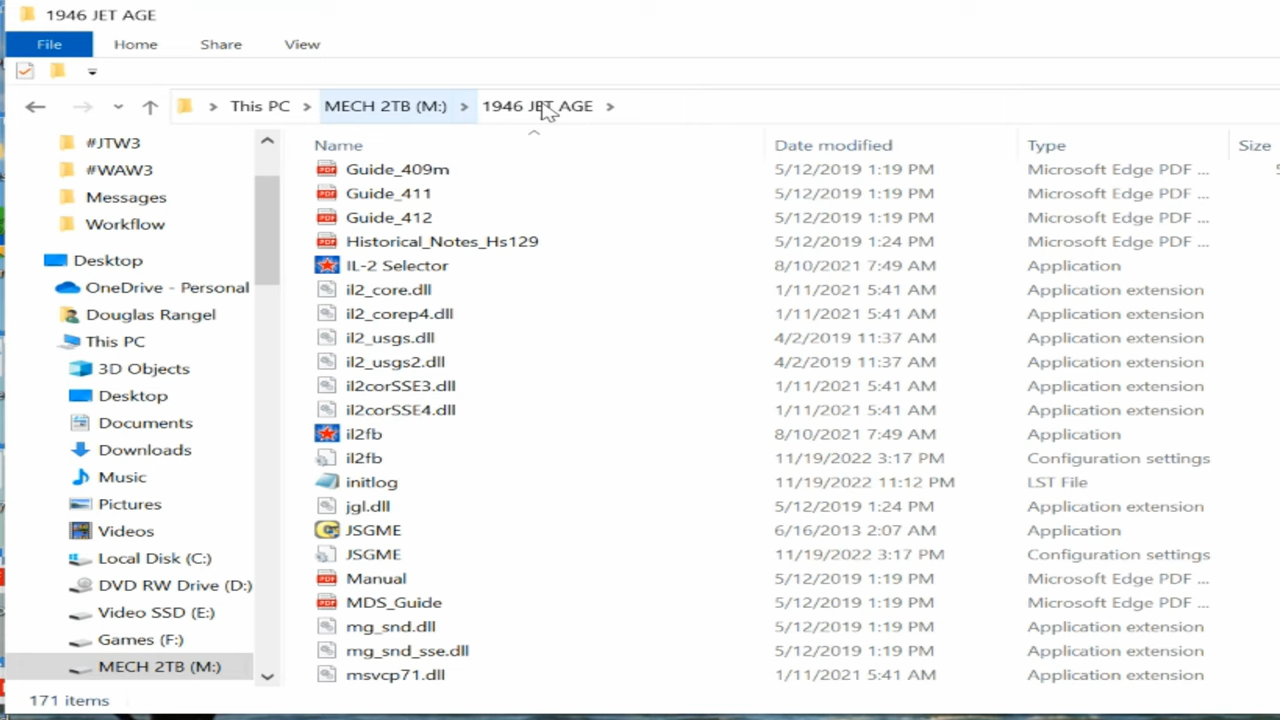 1946 JET AGE
File Home Share View
This PC MECH 2TB (M:) 1946 JET AGE
#JTW3
#WAW3
Messages
Workflow
Desktop
OneDrive - Personal
Douglas Rangel
This PC
3D Objects
Desktop
Documents
Downloads
Music
Pictures
Videos
Local Disk (C:)
DVD RW Drive (D:)
Video SSD (E:)
Games (F:)
MECH 2TB (M:)
Name Date modified Type Size
Guide_409m 5/12/2019 1:19 PM Microsoft Edge PDF ...
Guide_411 5/12/2019 1:19 PM Microsoft Edge PDF ...
Guide_412 5/12/2019 1:19 PM Microsoft Edge PDF ...
Historical_Notes_Hs129 5/12/2019 1:24 PM Microsoft Edge PDF ...
IL-2 Selector 8/10/2021 7:49 AM Application
il2_core.dll 1/11/2021 5:41 AM Application extension
il2_corep4.dll 1/11/2021 5:41 AM Application extension
il2_usgs.dll 4/2/2019 11:37 AM Application extension
il2_usgs2.dll 4/2/2019 11:37 AM Application extension
il2corSSE3.dll 1/11/2021 5:41 AM Application extension
il2corSSE4.dll 1/11/2021 5:41 AM Application extension
il2fb 8/10/2021 7:49 AM Application
il2fb 11/19/2022 3:17 PM Configuration settings
initlog 11/19/2022 11:12 PM LST File
jgl.dll 5/12/2019 1:24 PM Application extension
JSGME 6/16/2013 2:07 AM Application
JSGME 11/19/2022 3:17 PM Configuration settings
Manual 5/12/2019 1:19 PM Microsoft Edge PDF ...
MDS_Guide 5/12/2019 1:19 PM Microsoft Edge PDF ...
mg_snd.dll 5/12/2019 1:19 PM Application extension
mg_snd_sse.dll 5/12/2019 1:19 PM Application extension
msvcp71.dll 1/11/2021 5:41 AM Application extension
171 items